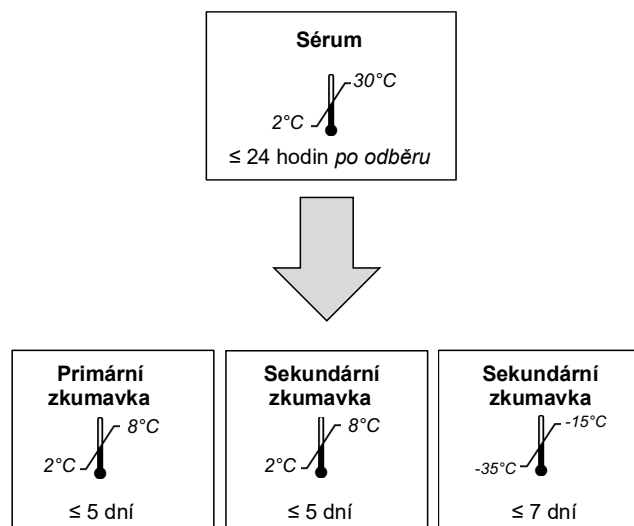 Sérum
30°C
2°C
≤ 24 hodin po odběru
Primární
zkumavka
8°C
2°C
≤ 5 dní
Sekundární
zkumavka
8°C
2°C
≤ 5 dní
Sekundární
zkumavka
-15°C
-35°C
≤ 7 dní